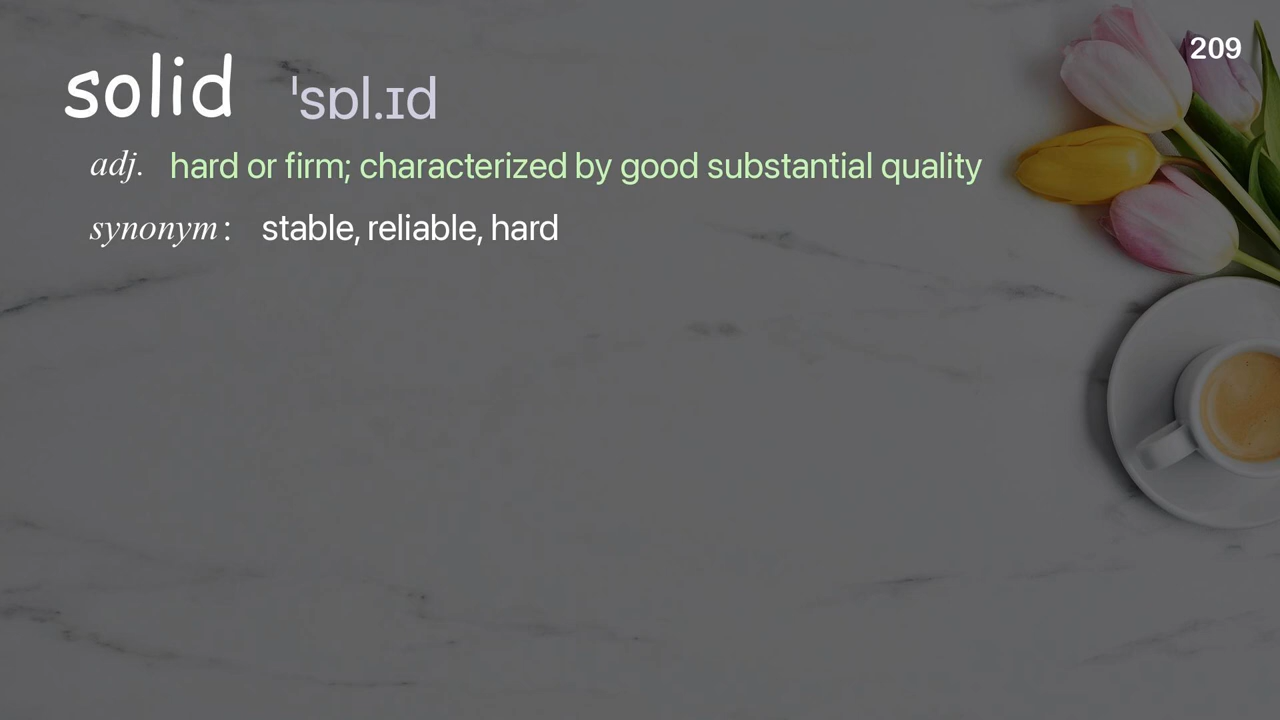 209
solid ˈsɒl.ɪd
adj. hard or firm; characterized by good substantial quality
synonym: stable, reliable, hard